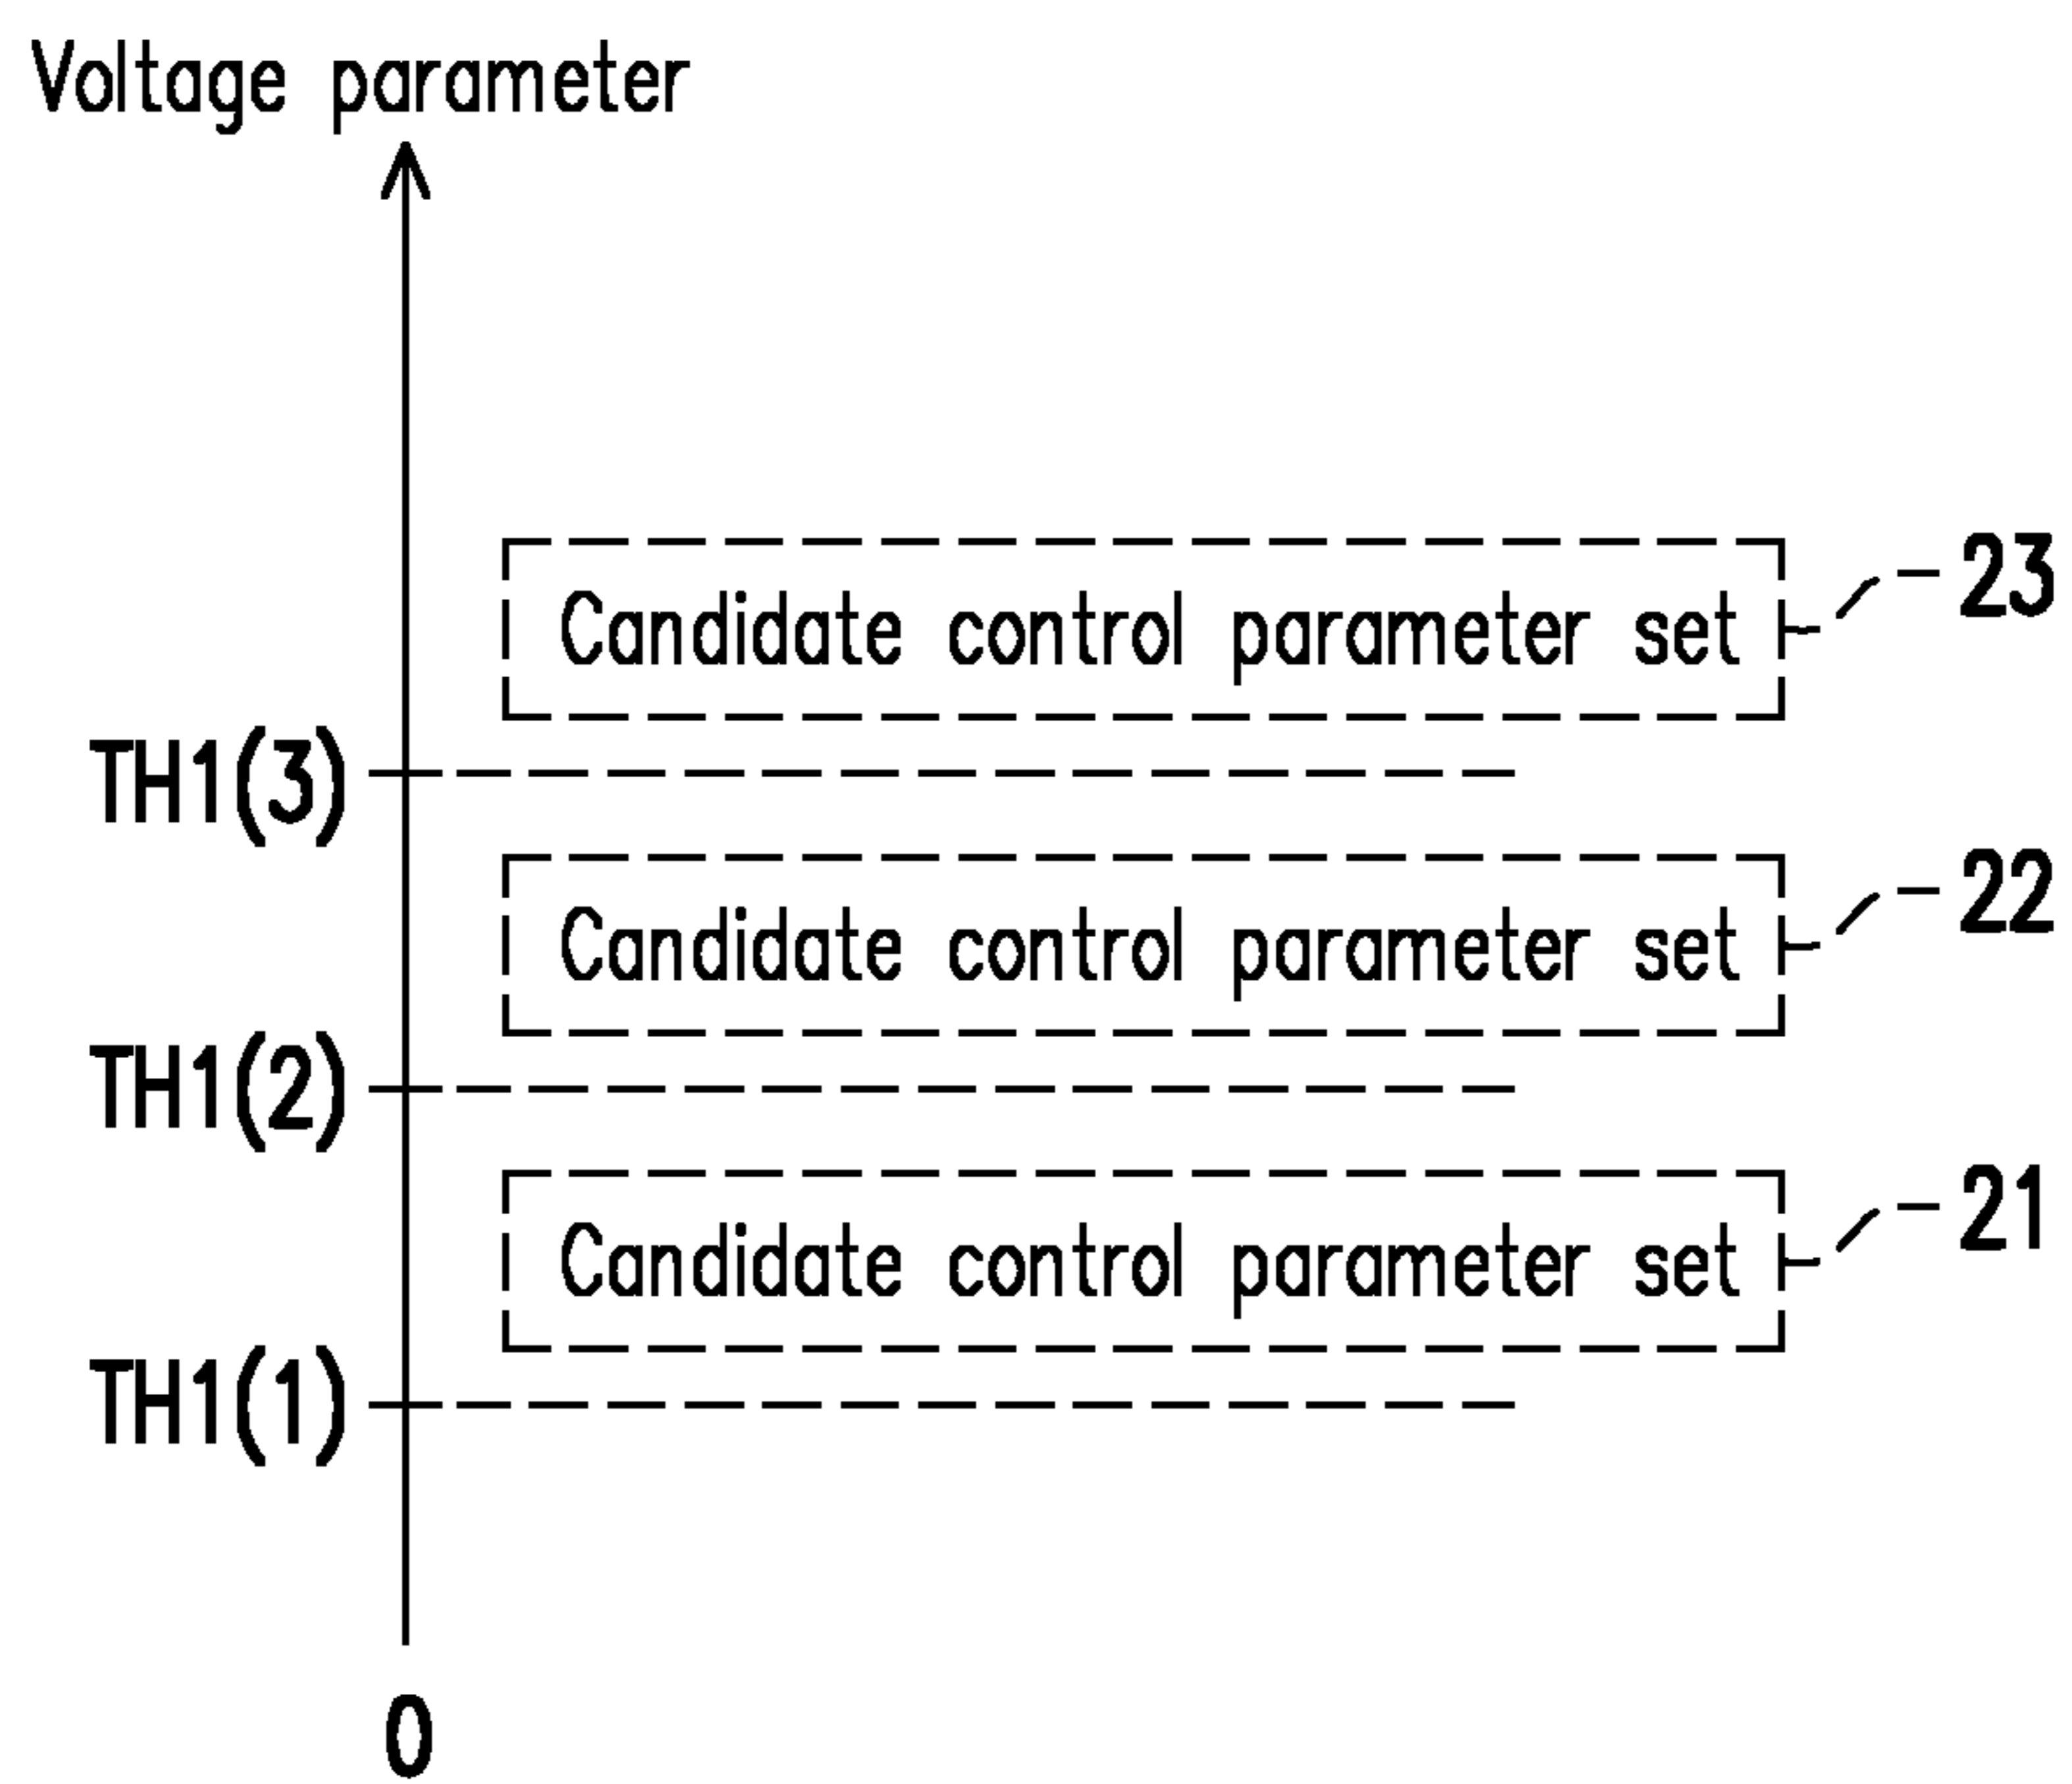 Voltage parameter
Candidate control parameter set
23
TH1(3)
Candidate control parameter set
22
TH1(2)
Candidate control parameter set
21
TH1(1)
0